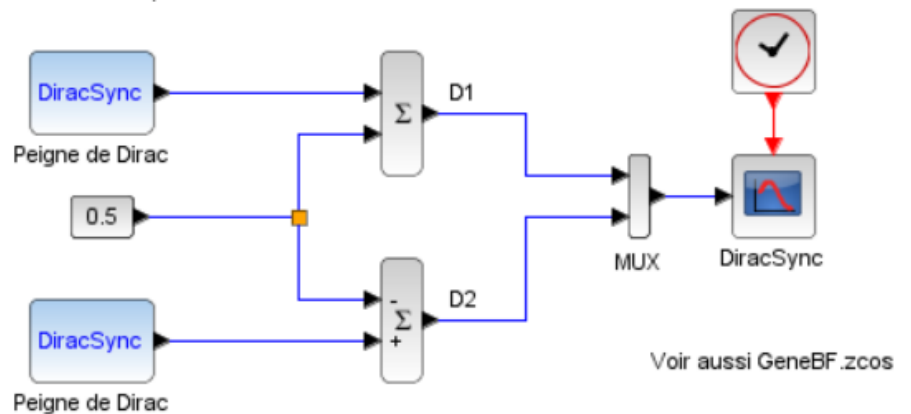 DiracSync
Peigne de Dirac
Σ
D1
0.5
MUX
DiracSync
-
Σ
+
D2
DiracSync
Peigne de Dirac
Voir aussi GeneBF.zcos